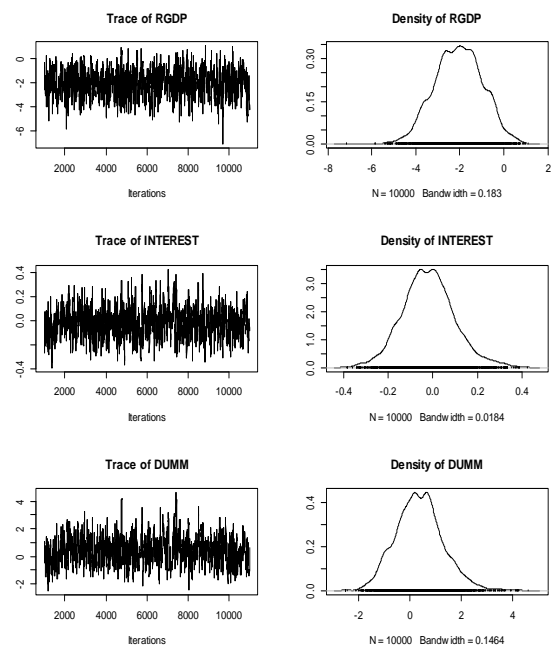 Trace of RGDP
0
-2
-4
-6
2000 4000 6000 8000 10000
Iterations
Density of RGDP
0.30
0.15
0.00
-8 -6 -4 -2 0 2
N = 10000 Bandwidth = 0.183
Trace of INTEREST
0.4
0.2
0.0
-0.4
2000 4000 6000 8000 10000
Iterations
Density of INTEREST
3.0
2.0
1.0
0.0
-0.4 -0.2 0.0 0.2 0.4
N = 10000 Bandwidth = 0.0184
Trace of DUMM
4
2
0
-2
2000 4000 6000 8000 10000
Iterations
Density of DUMM
0.4
0.2
0.0
-2 0 2 4
N = 10000 Bandwidth = 0.1464